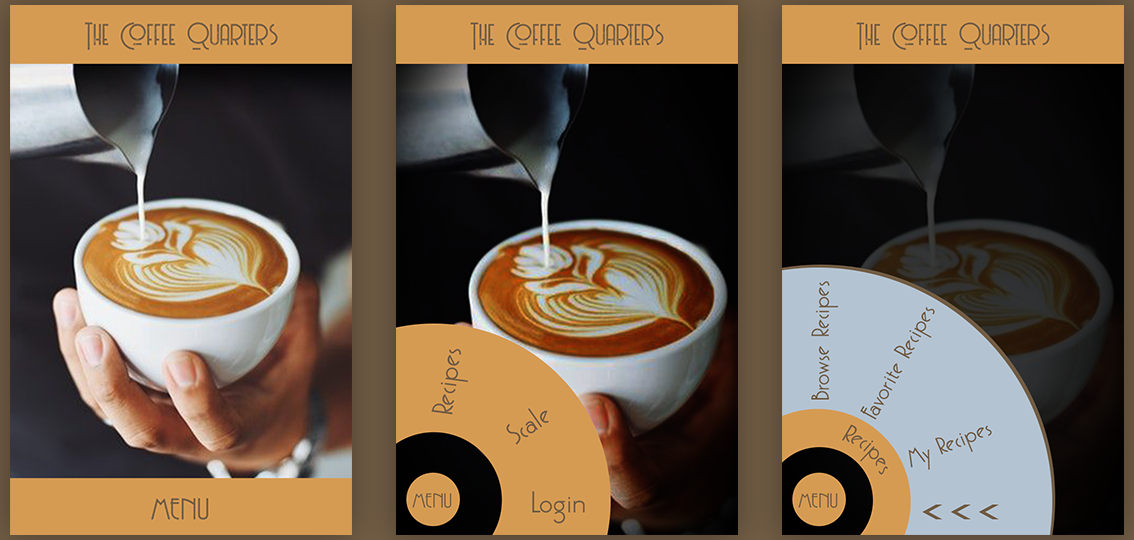 The Coffee Quarters
MENU
The Coffee Quarters
Recipes
Scale
Login
MENU
The Coffee Quarters
Browse Recipes
Favorite Recipes
My Recipes
<<<
Recipes
MENU